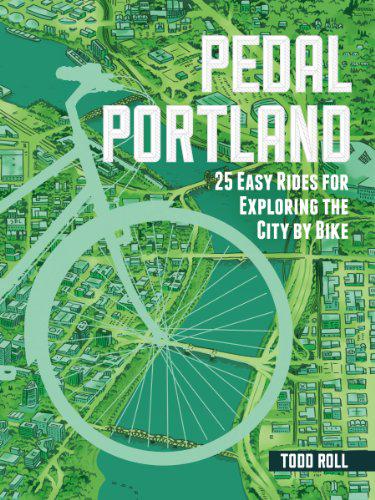 PEDAL
PORTLAND
25 EASY RIDES FOR
EXPLORING THE
CITY BY BIKE
TODD ROLL